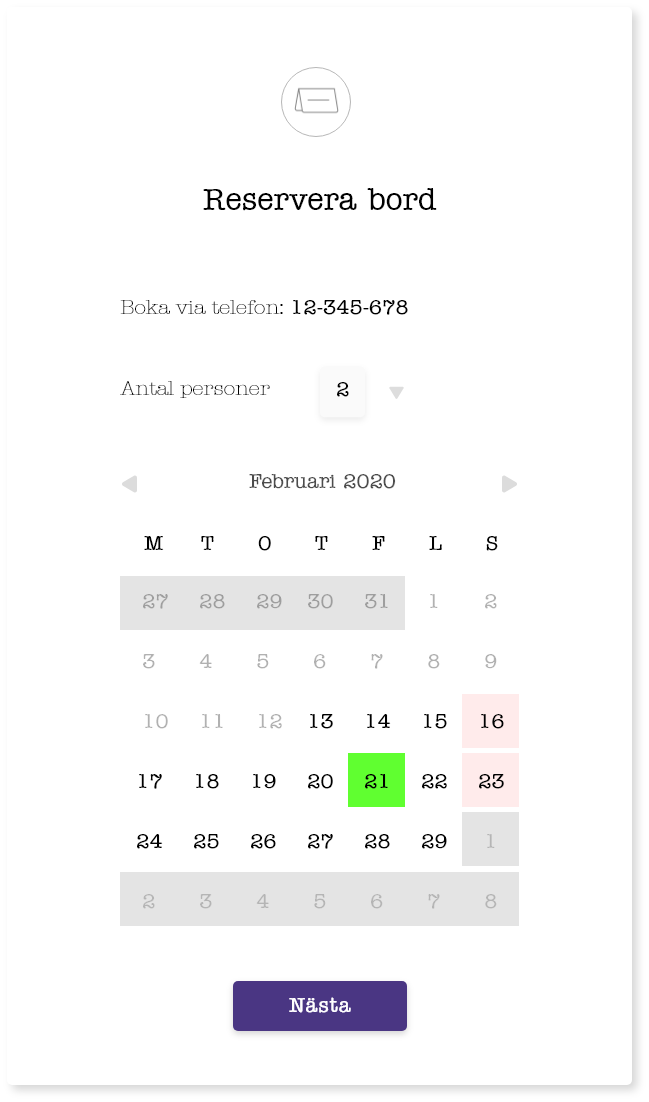 Reservera bord
Boka via telefon: 12-345-678
Antal personer 2
Februari 2020
M T O T F L S
27 28 29 30 31 1 2
3 4 5 6 7 8 9
10 11 12 13 14 15 16
17 18 19 20 21 22 23
24 25 26 27 28 29 1
2 3 4 5 6 7 8
Nästa